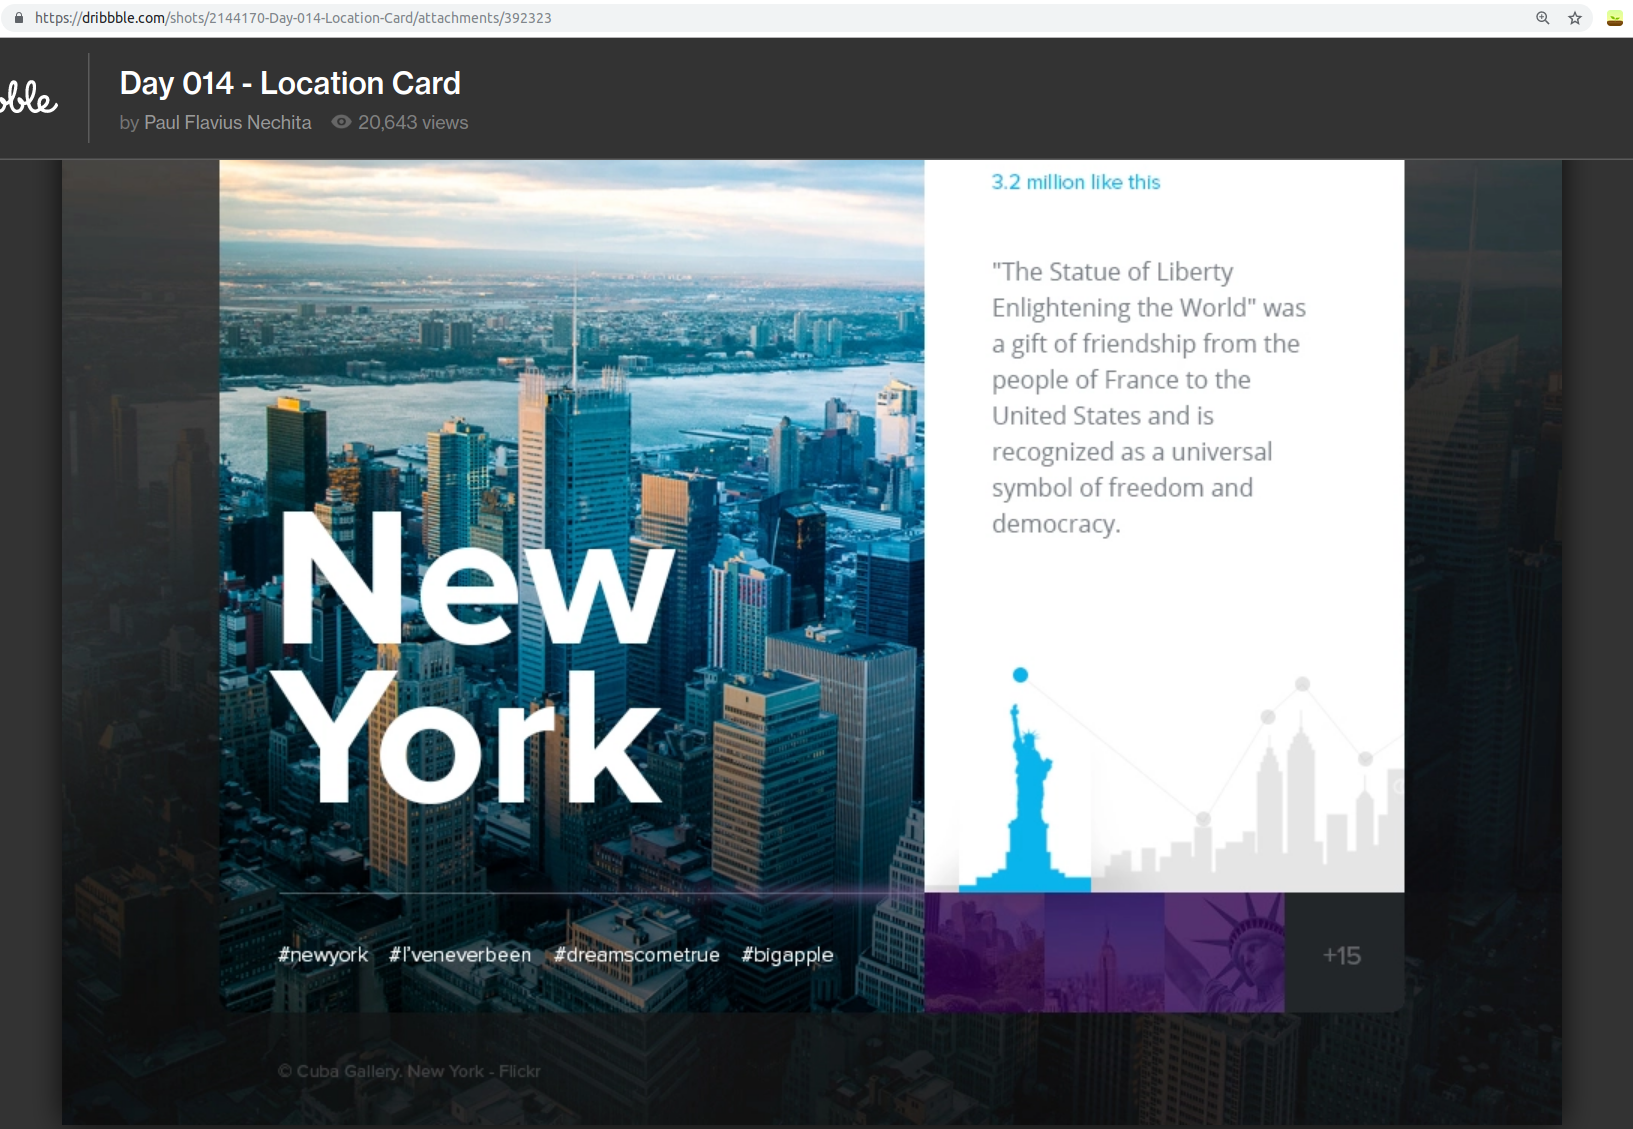 https://dribbble.com/shots/2144170-Day-014-Location-Card/attachments/392323
Day 014 - Location Card
by Paul Flavius Nechita 20,643 views
3.2 million like this
"The Statue of Liberty
Enlightening the World" was
a gift of friendship from the
people of France to the
United States and is
recognized as a universal
symbol of freedom and
democracy.
New
York
#newyork #I'veneverbeen #dreamscometrue #bigapple
+15
© Cuba Gallery. New York - Flickr